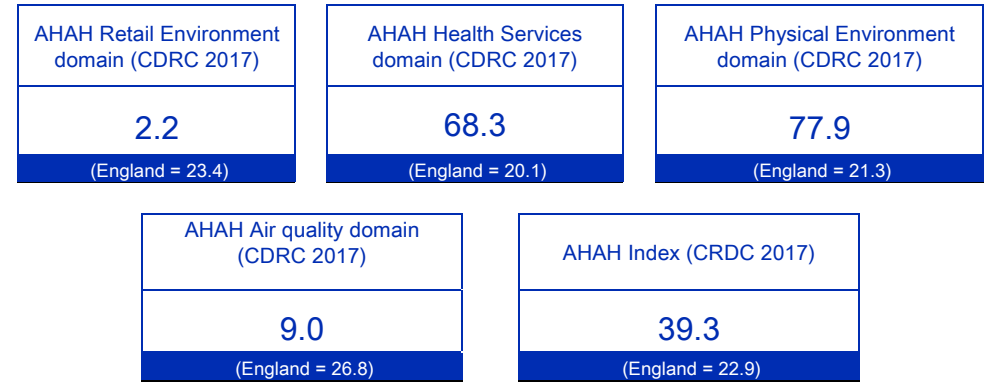 AHAH Retail Environment
domain (CDRC 2017)
2.2
(England = 23.4)
AHAH Health Services
domain (CDRC 2017)
68.3
(England = 20.1)
AHAH Physical Environment
domain (CDRC 2017)
77.9
(England = 21.3)
AHAH Air quality domain
(CDRC 2017)
9.0
(England = 26.8)
AHAH Index (CRDC 2017)
39.3
(England = 22.9)